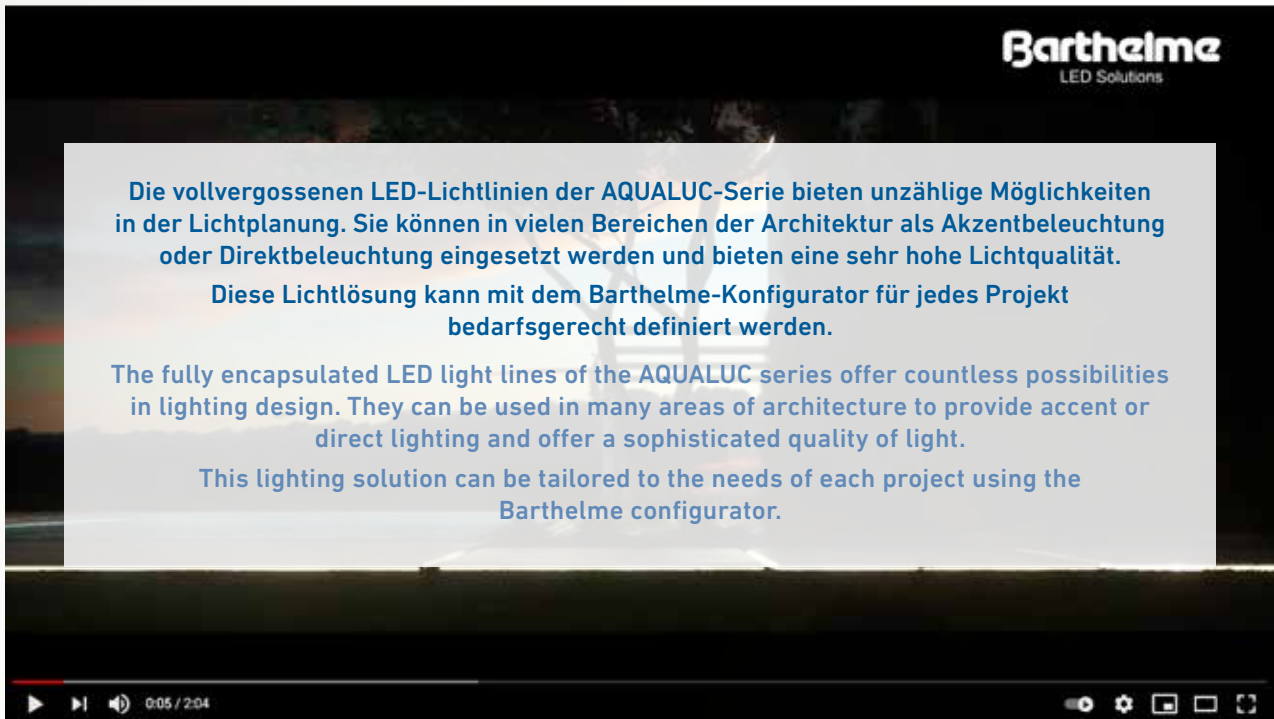 Barthelme
LED Solutions
Die vollvergossenen LED-Lichtlinien der AQUALUC-Serie bieten unzählige Möglichkeiten
in der Lichtplanung. Sie können in vielen Bereichen der Architektur als Akzentbeleuchtung
oder Direktbeleuchtung eingesetzt werden und bieten eine sehr hohe Lichtqualität.
Diese Lichtlösung kann mit dem Barthelme-Konfigurator für jedes Projekt
bedarfsgerecht definiert werden.
The fully encapsulated LED light lines of the AQUALUC series offer countless possibilities
in lighting design. They can be used in many areas of architecture to provide accent or
direct lighting and offer a sophisticated quality of light.
This lighting solution can be tailored to the needs of each project using the
Barthelme configurator.
0:05 / 2:04